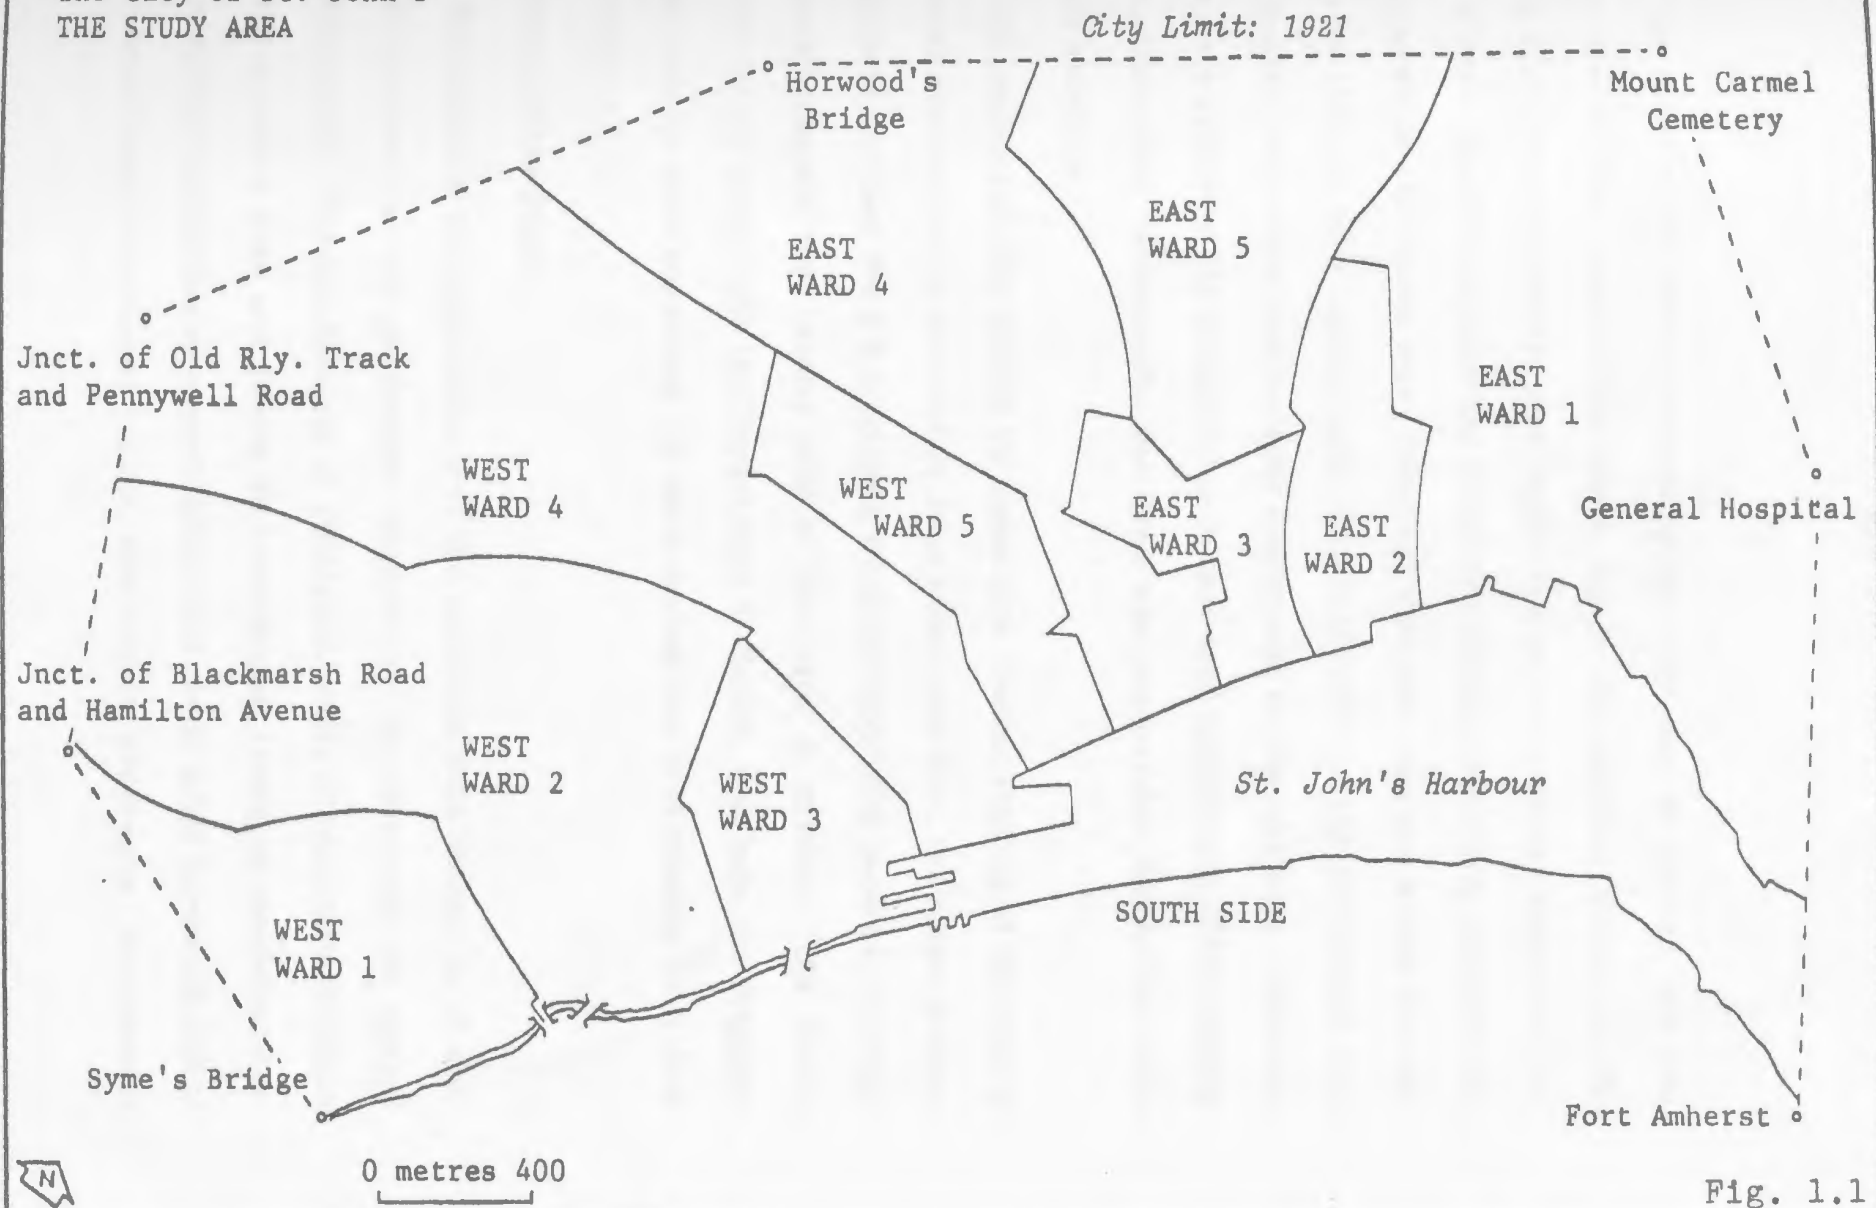 THE STUDY AREA
City Limit: 1921
Horwood's
Bridge
Mount Carmel
Cemetery
EAST
WARD 5
EAST
WARD 4
Jnct. of Old Rly. Track
and Pennywell Road
EAST
WARD 1
WEST
WARD 4
WEST
WARD 5
EAST
WARD 3
EAST
WARD 2
General Hospital
Jnct. of Blackmarsh Road
and Hamilton Avenue
WEST
WARD 2
WEST
WARD 3
St. John's Harbour
SOUTH SIDE
WEST
WARD 1
Syme's Bridge
Fort Amherst
N
0 metres 400
Fig. 1.1